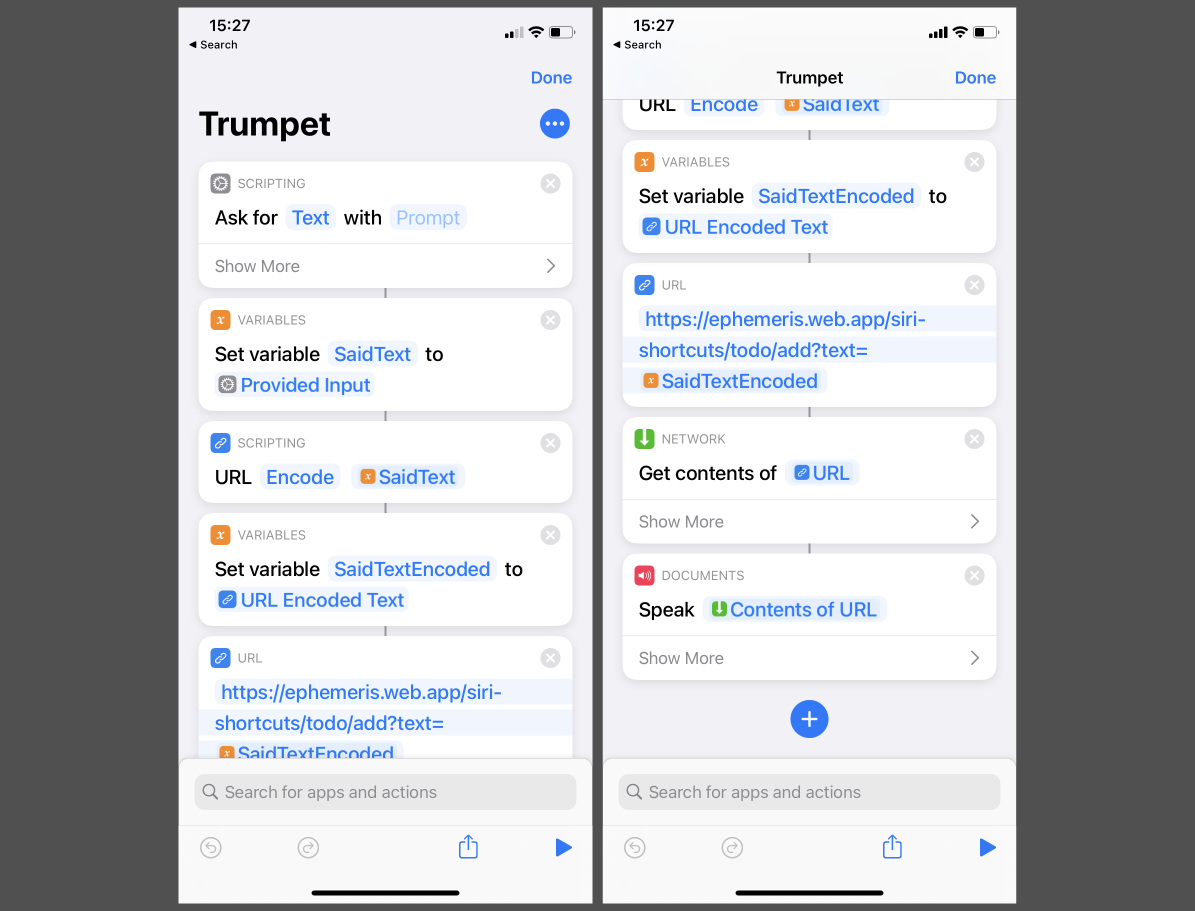 15:27
◀ Search
Done
Trumpet
SCRIPTING
Ask for Text with Prompt
Show More
VARIABLES
Set variable SaidText to
Provided Input
SCRIPTING
URL Encode SaidText
VARIABLES
Set variable SaidTextEncoded to
URL Encoded Text
URL
https://ephemeris.web.app/siri-
shortcuts/todo/add?text=
SaidTextEncoded
Search for apps and actions
15:27
◀ Search
Trumpet
Done
URL Encode SaidText
VARIABLES
Set variable SaidTextEncoded to
URL Encoded Text
URL
https://ephemeris.web.app/siri-
shortcuts/todo/add?text=
SaidTextEncoded
NETWORK
Get contents of URL
Show More
DOCUMENTS
Speak Contents of URL
Show More
Search for apps and actions